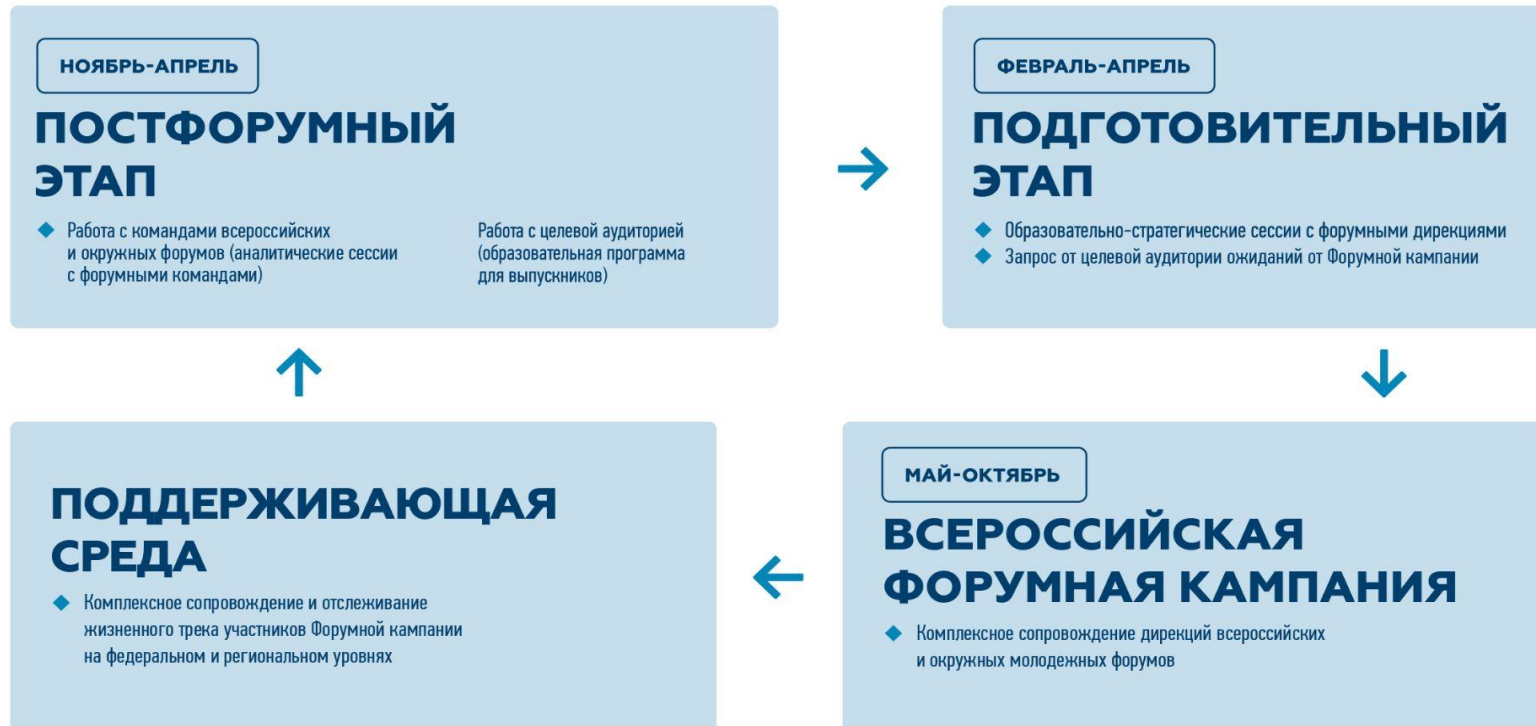 НОЯБРЬ-АПРЕЛЬ
ПОСТФОРУМНЫЙ
ЭТАП
Работа с командами всероссийских
и окружных форумов (аналитические сессии
с форумными командами)
Работа с целевой аудиторией
(образовательная программа
для выпускников)
ФЕВРАЛЬ-АПРЕЛЬ
ПОДГОТОВИТЕЛЬНЫЙ
ЭТАП
Образовательно-стратегические сессии с форумными дирекциями
Запрос от целевой аудитории ожиданий от Форумной кампании
ПОДДЕРЖИВАЮЩАЯ
СРЕДА
Комплексное сопровождение и отслеживание
жизненного трека участников Форумной кампании
на федеральном и региональном уровнях
МАЙ-ОКТЯБРЬ
ВСЕРОССИЙСКАЯ
ФОРУМНАЯ КАМПАНИЯ
Комплексное сопровождение дирекций всероссийских
и окружных молодежных форумов